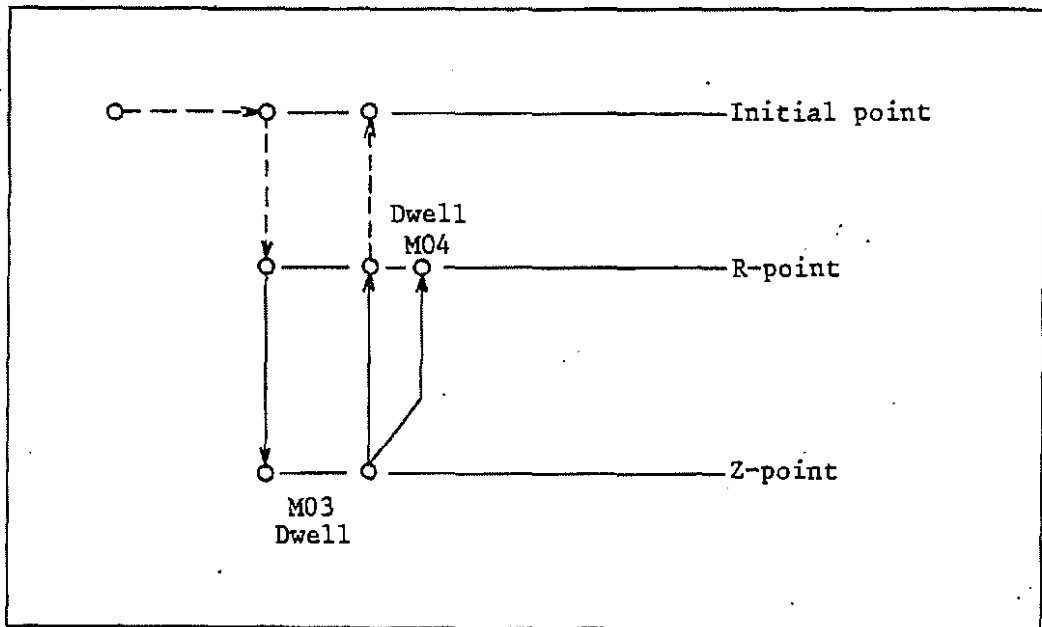 Initial point
Dwell
M04
R-point
Z-point
M03
Dwell